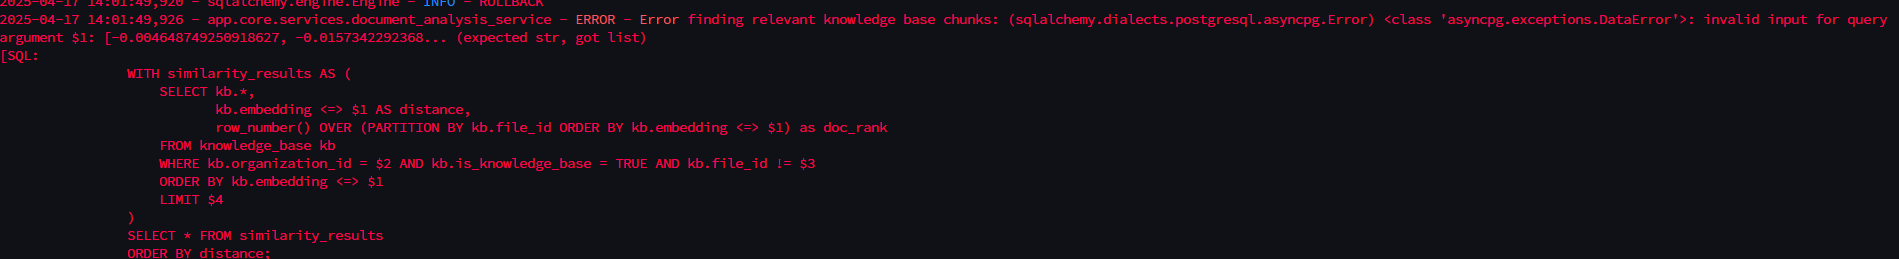 2025-04-17 14:01:49,920 - sqlalchemy.engine.Engine - INFO - ROLLBACK
2025-04-17 14:01:49,926 - app.core.services.document_analysis_service - ERROR - Error finding relevant knowledge base chunks: (sqlalchemy.dialects.postgresql.asyncpg.Error) <class 'asyncpg.exceptions.DataError'>: invalid input for query
argument $1: [-0.004648749250918627, -0.0157342292368... (expected str, got list)
[SQL:
WITH similarity_results AS (
SELECT kb.*,
kb.embedding <=> $1 AS distance,
row_number() OVER (PARTITION BY kb.file_id ORDER BY kb.embedding <=> $1) as doc_rank
FROM knowledge_base kb
WHERE kb.organization_id = $2 AND kb.is_knowledge_base = TRUE AND kb.file_id != $3
ORDER BY kb.embedding <=> $1
LIMIT $4
)
SELECT * FROM similarity_results
ORDER BY distance;